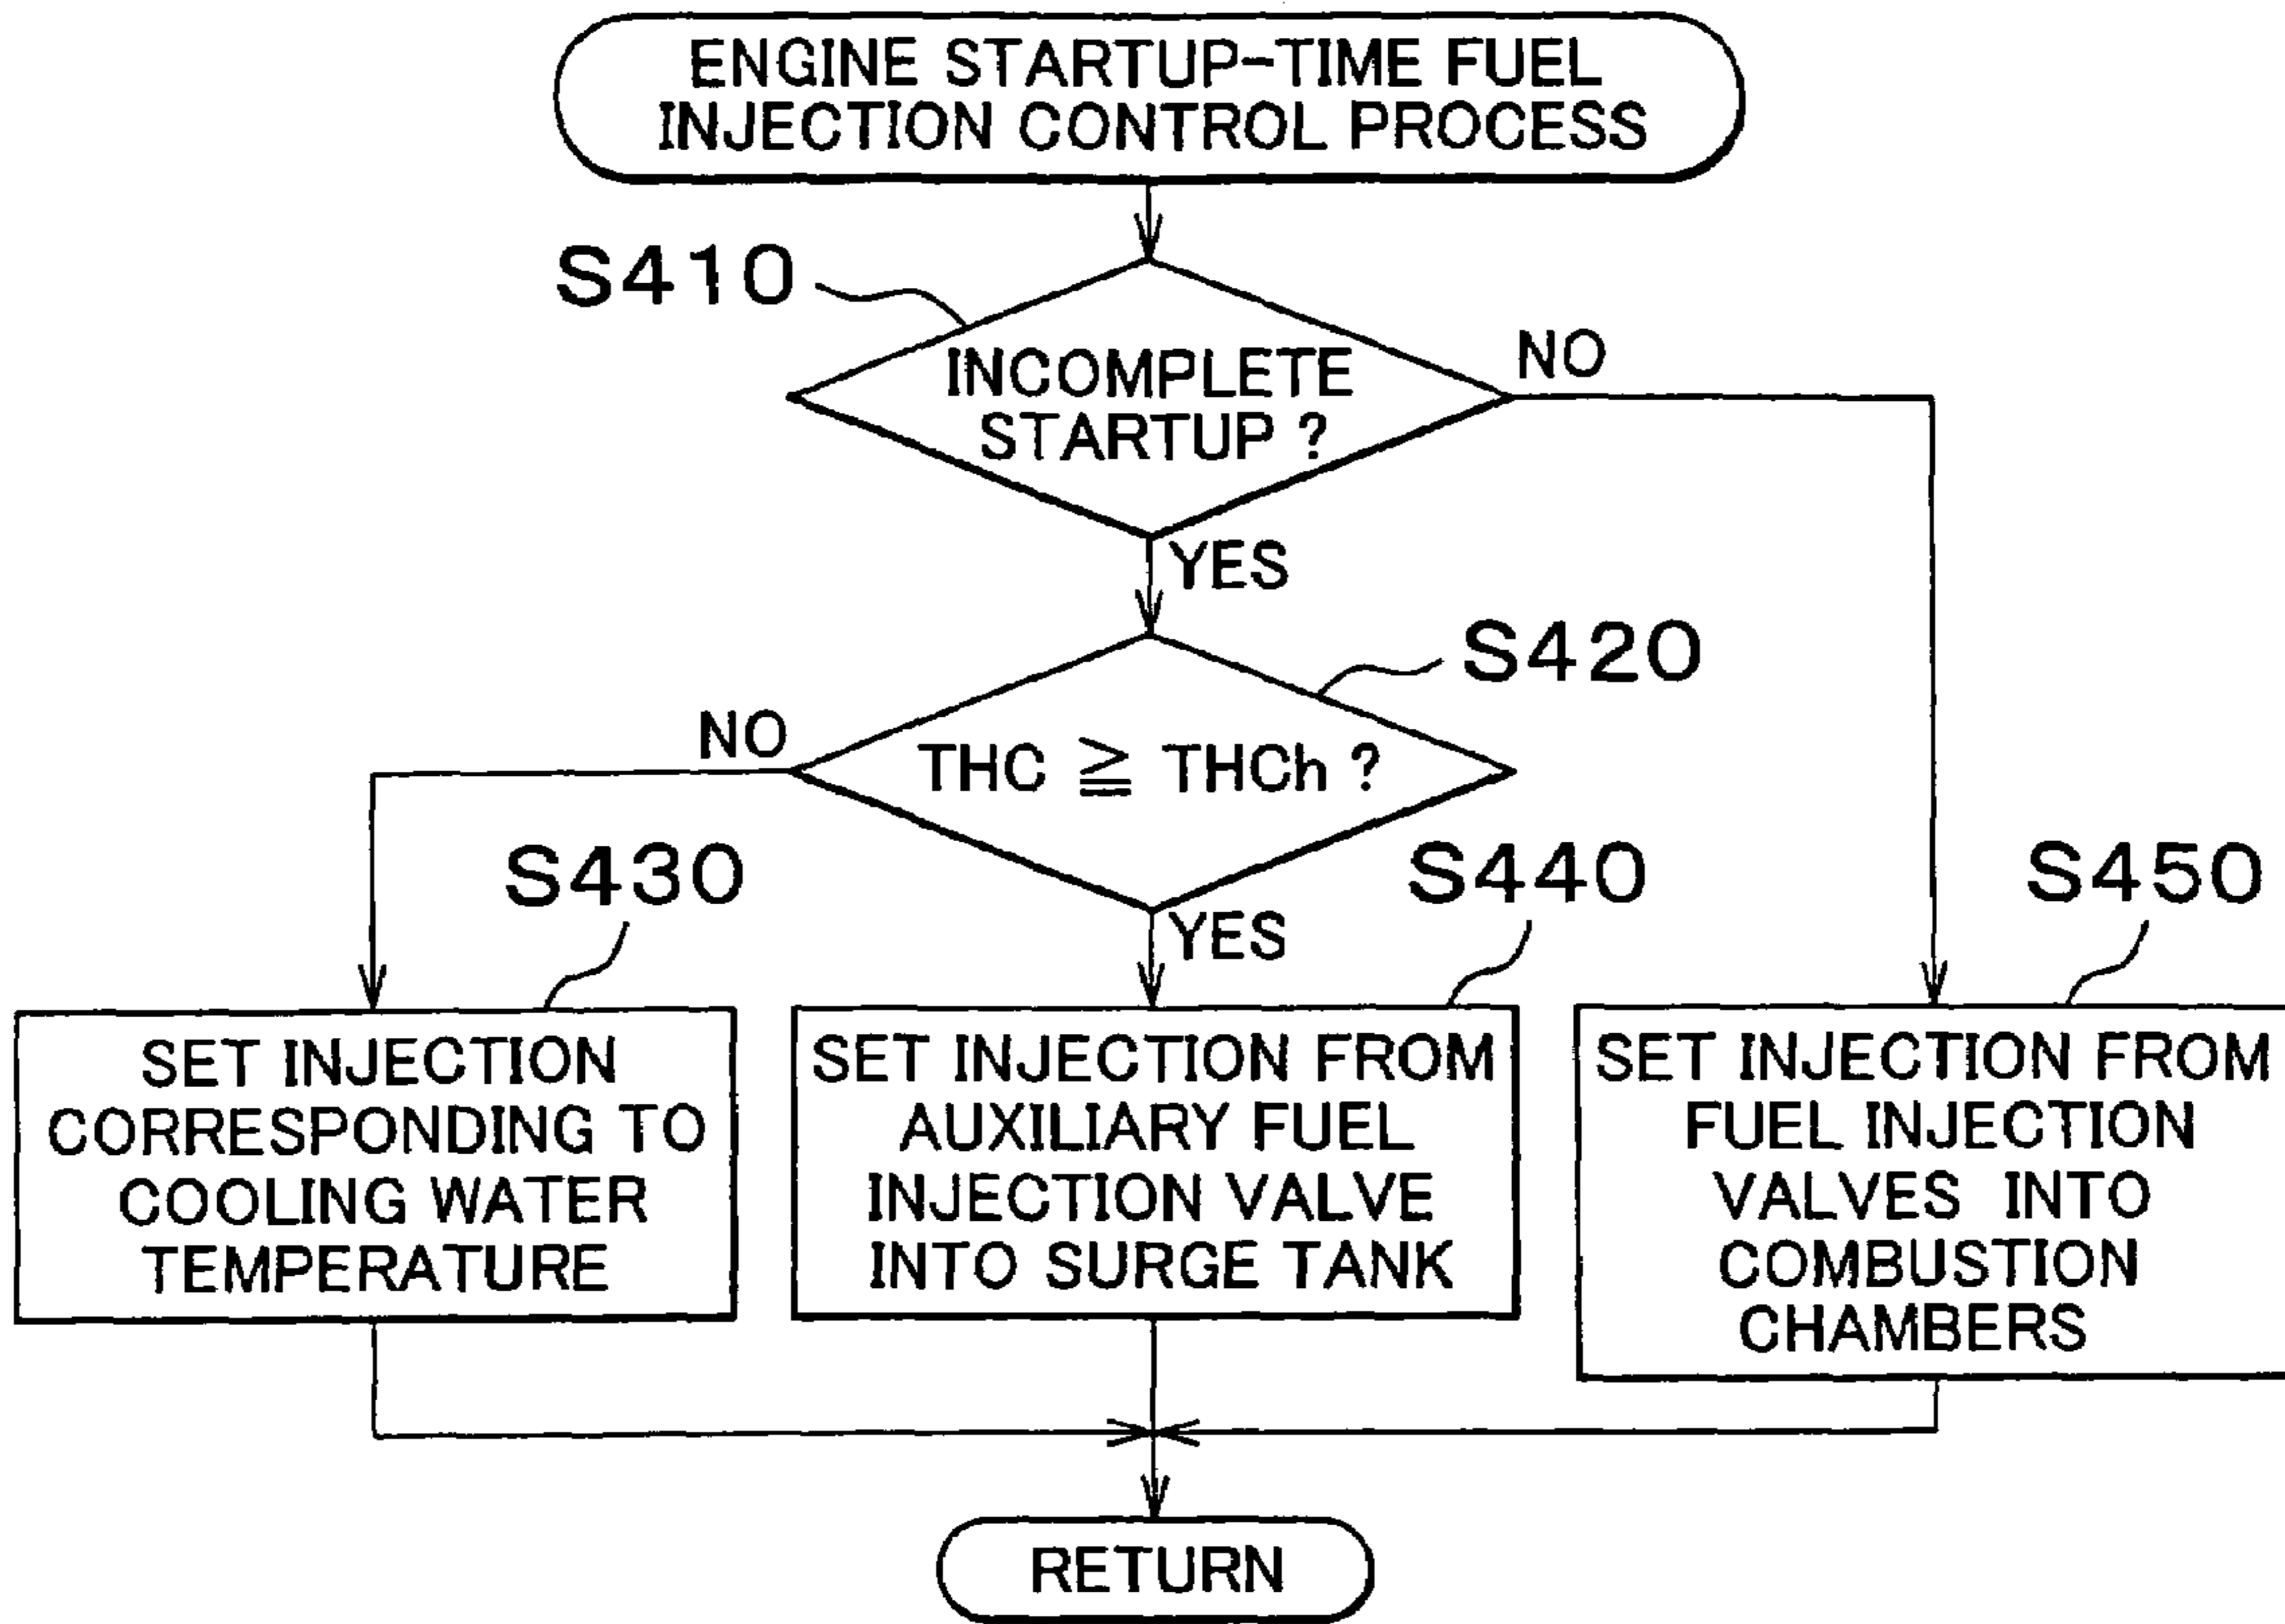 ENGINE STARTUP-TIME FUEL
INJECTION CONTROL PROCESS
S410
INCOMPLETE
STARTUP ?
NO
YES
S420
THC ≧ THCh ?
NO
YES
S430
SET INJECTION
CORRESPONDING TO
COOLING WATER
TEMPERATURE
S440
SET INJECTION FROM
AUXILIARY FUEL
INJECTION VALVE
INTO SURGE TANK
S450
SET INJECTION FROM
FUEL INJECTION
VALVES INTO
COMBUSTION
CHAMBERS
RETURN